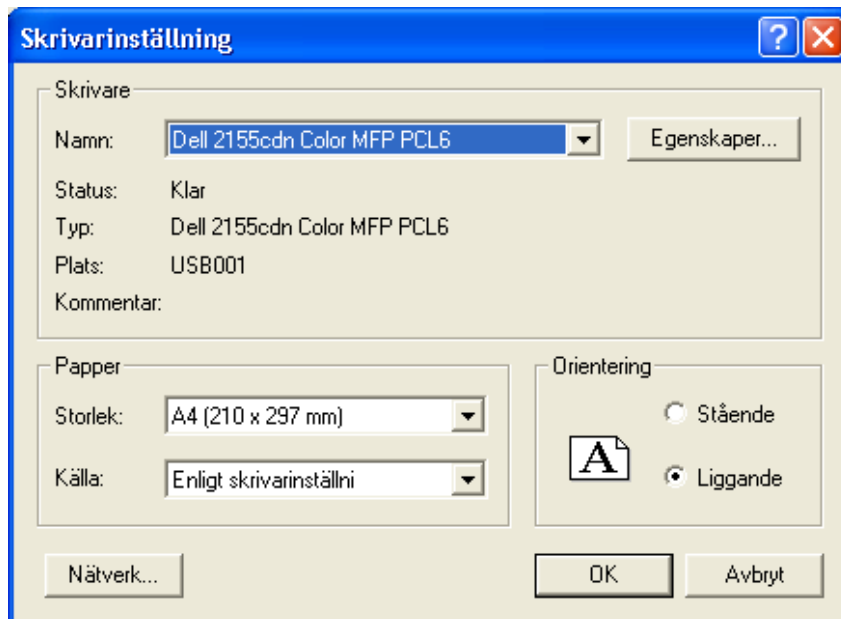 Skrivarinställning
Skrivare
Namn: Dell 2155cdn Color MFP PCL6 Egenskaper...
Status: Klar
Typ: Dell 2155cdn Color MFP PCL6
Plats: USB001
Kommentar:
Papper
Storlek: A4 (210 x 297 mm)
Källa: Enligt skrivarinställni
Orientering
A
Stående
Liggande
Nätverk... OK Avbryt